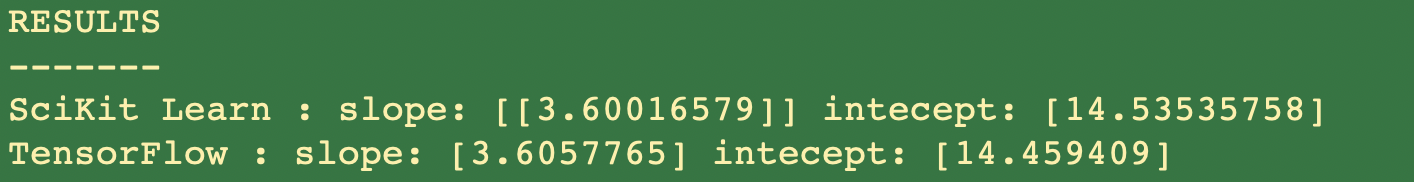 RESULTS
-------
SciKit Learn : slope: [[3.60016579]] intecept: [14.53535758]
TensorFlow : slope: [3.6057765] intecept: [14.459409]